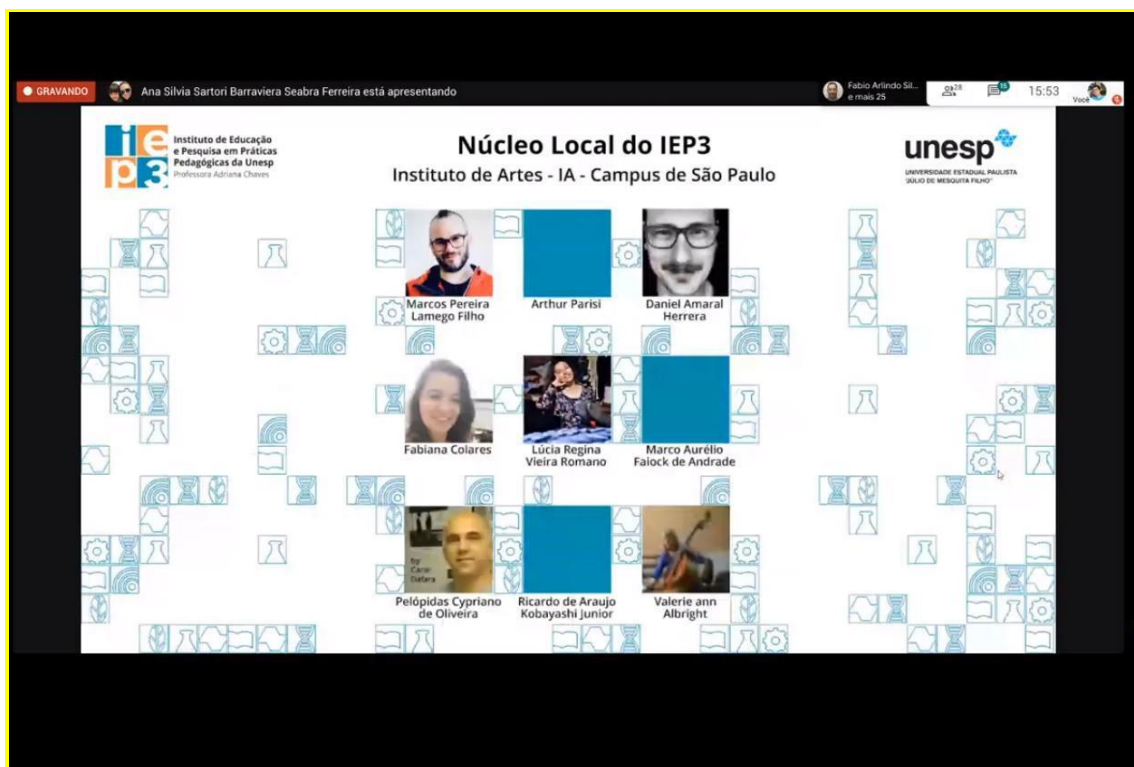 GRAVANDO
Ana Silvia Sartori Barraviera Seabra Ferreira está apresentando
Fabio Arlindo Sil...
e mais 25
28
15
15:53
Você
ie
p3
Instituto de Educação
e Pesquisa em Práticas
Pedagógicas da Unesp
Professora Adriana Chaves
Núcleo Local do IEP3
Instituto de Artes - IA - Campus de São Paulo
unesp
UNIVERSIDADE ESTADUAL PAULISTA
"JÚLIO DE MESQUITA FILHO"
Marcos Pereira
Lamego Filho
Arthur Parisi
Daniel Amaral
Herrera
Fabiana Colares
Lúcia Regina
Vieira Romano
Marco Aurélio
Faiock de Andrade
by
Pelópidas Cypriano
de Oliveira
Ricardo de Araujo
Kobayashi Junior
Valerie ann
Albright